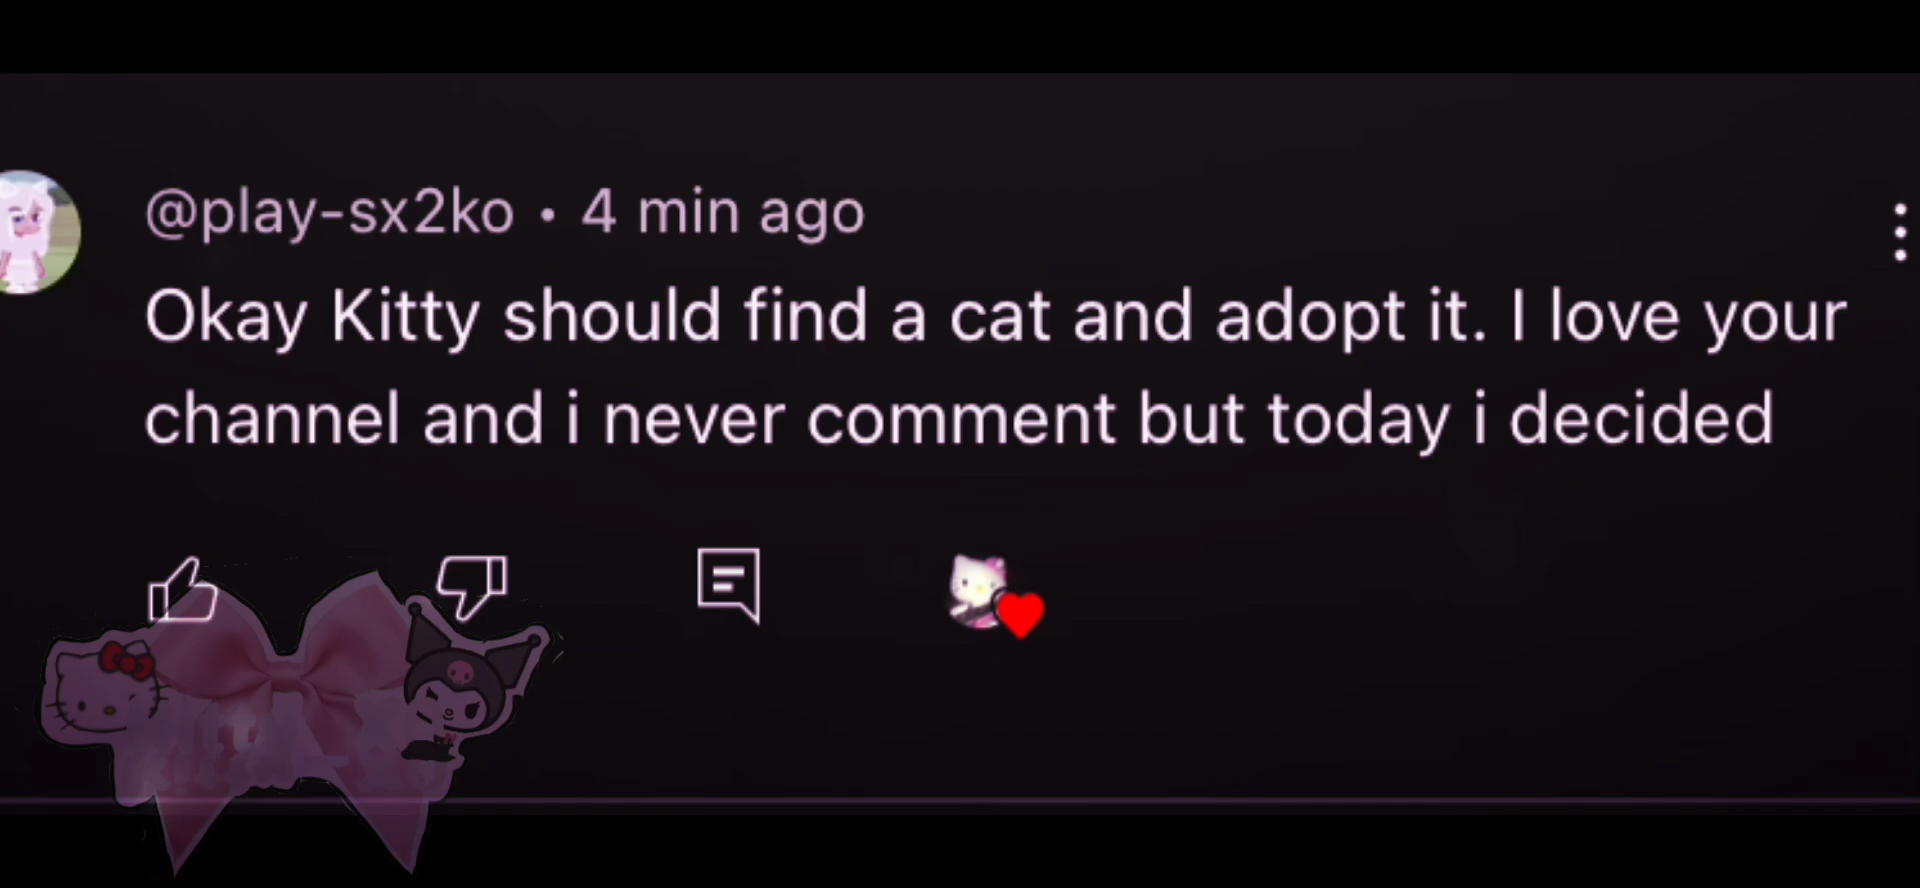 @play-sx2ko • 4 min ago
Okay Kitty should find a cat and adopt it. I love your
channel and i never comment but today i decided